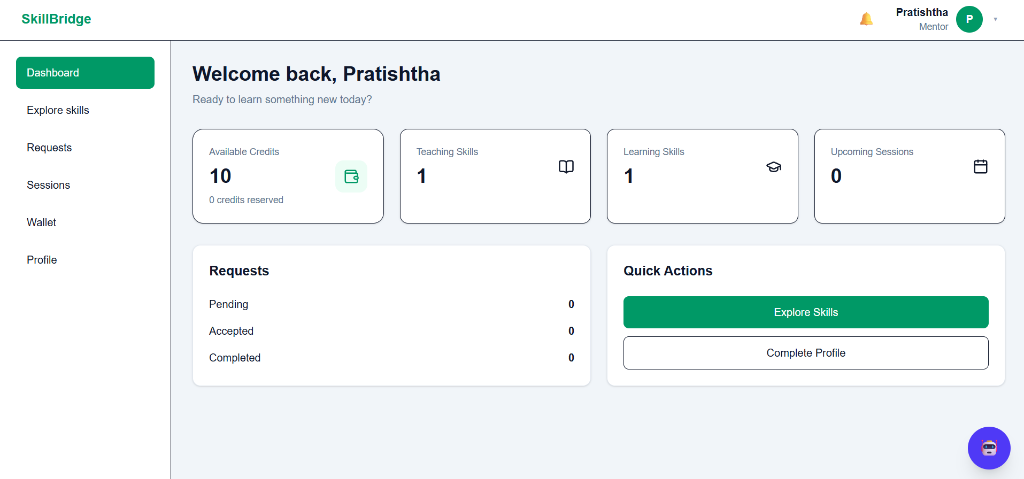 SkillBridge
Pratishtha
Mentor
P
Dashboard
Explore skills
Requests
Sessions
Wallet
Profile
Welcome back, Pratishtha
Ready to learn something new today?
Available Credits
10
0 credits reserved
Teaching Skills
1
Learning Skills
1
Upcoming Sessions
0
Requests
Pending 0
Accepted 0
Completed 0
Quick Actions
Explore Skills
Complete Profile